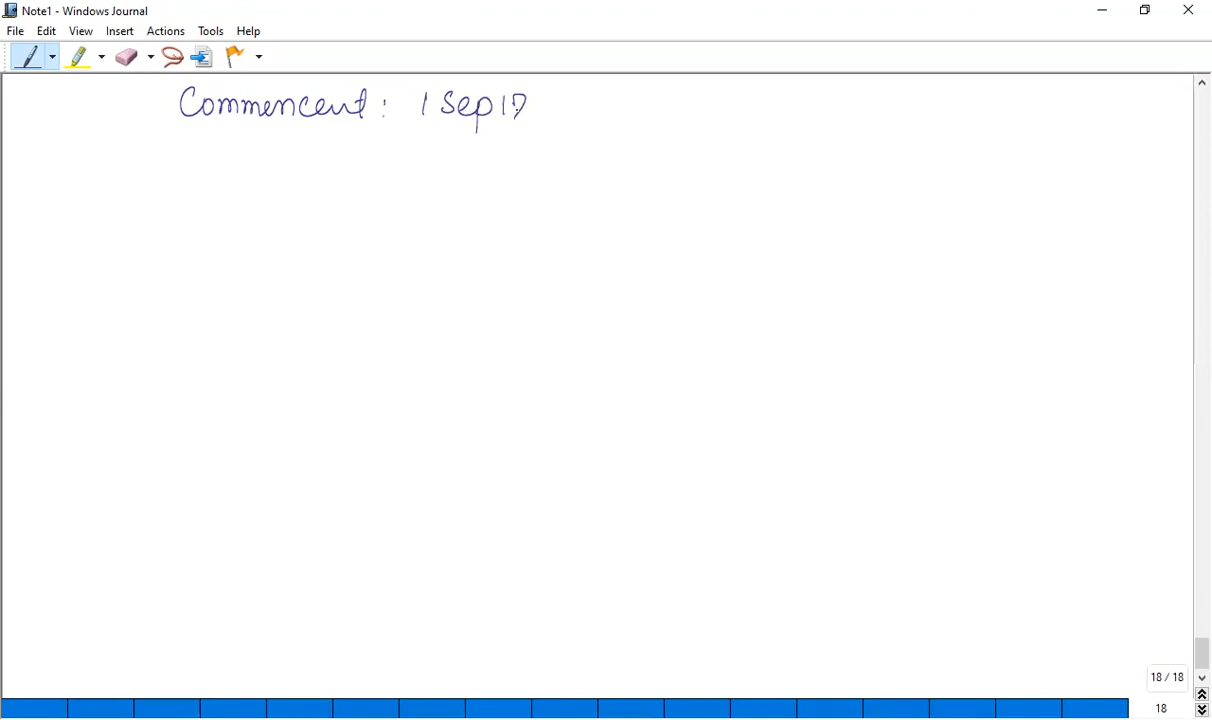 Note1 - Windows Journal
File Edit View Insert Actions Tools Help
Commencent : 1 Sep 17
18 / 18
18